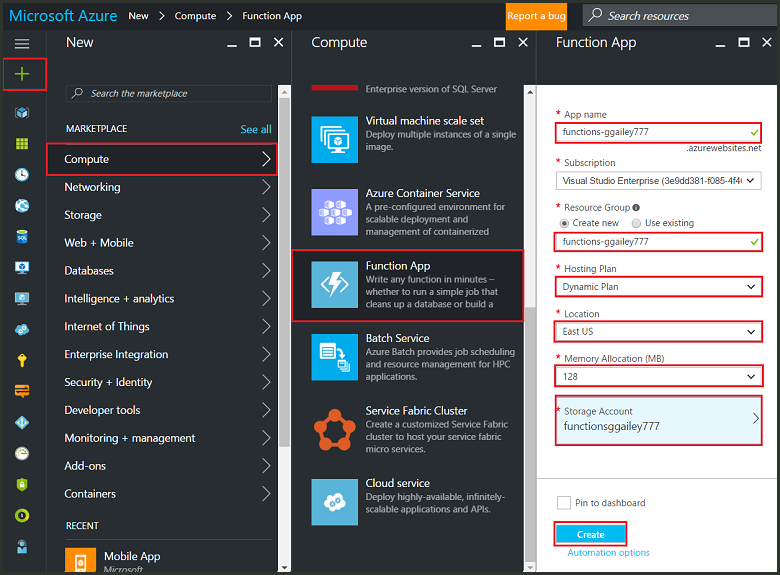 Microsoft Azure New > Compute > Function App
Report a bug
Search resources
New
Search the marketplace
MARKETPLACE
See all
Compute
Networking
Storage
Web + Mobile
Databases
Intelligence + analytics
Internet of Things
Enterprise Integration
Security + Identity
Developer tools
Monitoring + management
Add-ons
Containers
RECENT
Mobile App
Microsoft
Compute
Enterprise version of SQL Server
Virtual machine scale set
Deploy multiple instances of a single
image.
Azure Container Service
A pre-configured environment for
scalable deployment and
management of containerized
Function App
Write any function in minutes –
whether to run a simple job that
cleans up a database or build a
Batch Service
Azure Batch provides job scheduling
and resource management for HPC
applications.
Service Fabric Cluster
Create a customized Service Fabric
cluster to host your service fabric
micro services.
Cloud service
Deploy highly-available, infinitely-
scalable applications and APIs.
Function App
* App name
functions-ggailey777
.azurewebsites.net
* Subscription
Visual Studio Enterprise (3e9dd381-f085-4f4
* Resource Group
Create new Use existing
functions-ggailey777
* Hosting Plan
Dynamic Plan
* Location
East US
* Memory Allocation (MB)
128
* Storage Account
functionsggailey777
Pin to dashboard
Create
Automation options